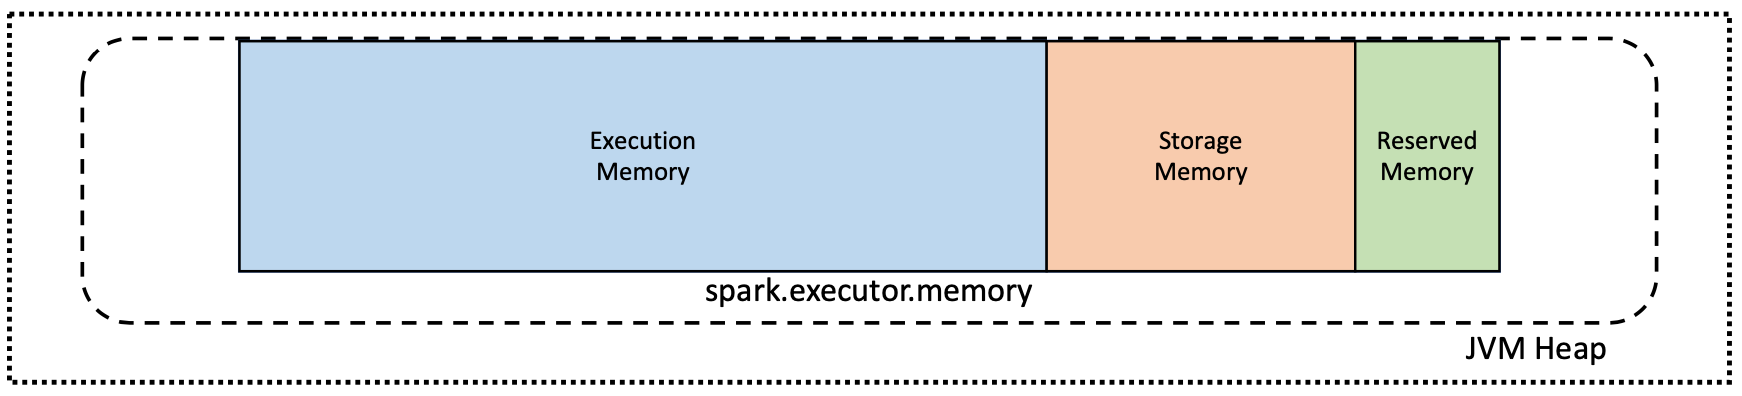 Execution
Memory
Storage
Memory
Reserved
Memory
spark.executor.memory
JVM Heap